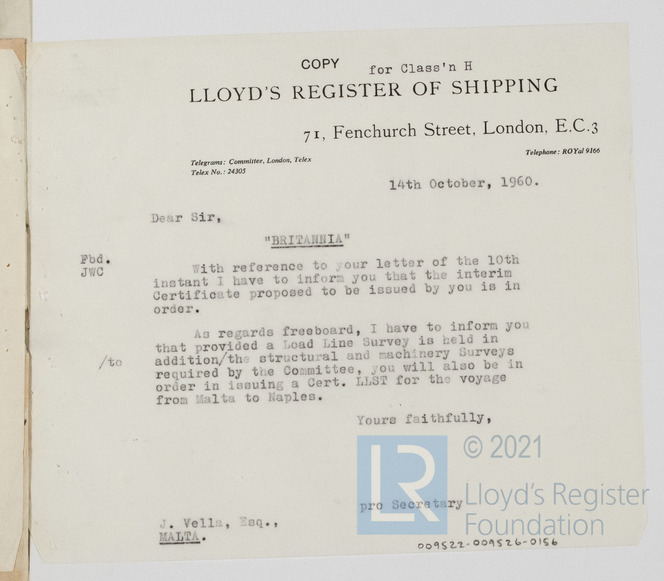 COPY for Class'n H
LLOYD'S REGISTER OF SHIPPING
71, Fenchurch Street, London, E.C.3
Telegrams: Committee, London, Telex
Telex No.: 24305
Telephone: ROYal 9166
14th October, 1960.
Dear Sir,
"BRITANNIA"
Fbd.
JWC
With reference to your letter of the 10th
instant I have to inform you that the interim
Certificate proposed to be issued by you is in
order.
As regards freeboard, I have to inform you
that provided a Load Line Survey is held in
/to
addition/the structural and machinery Surveys
required by the Committee, you will also be in
order in issuing a Cert. LLST for the voyage
from Malta to Naples.
Yours faithfully,
pro Secretary
J. Vella, Esq.,
MALTA.
LR
© 2021
Lloyd's Register
Foundation
009522-009526-0156